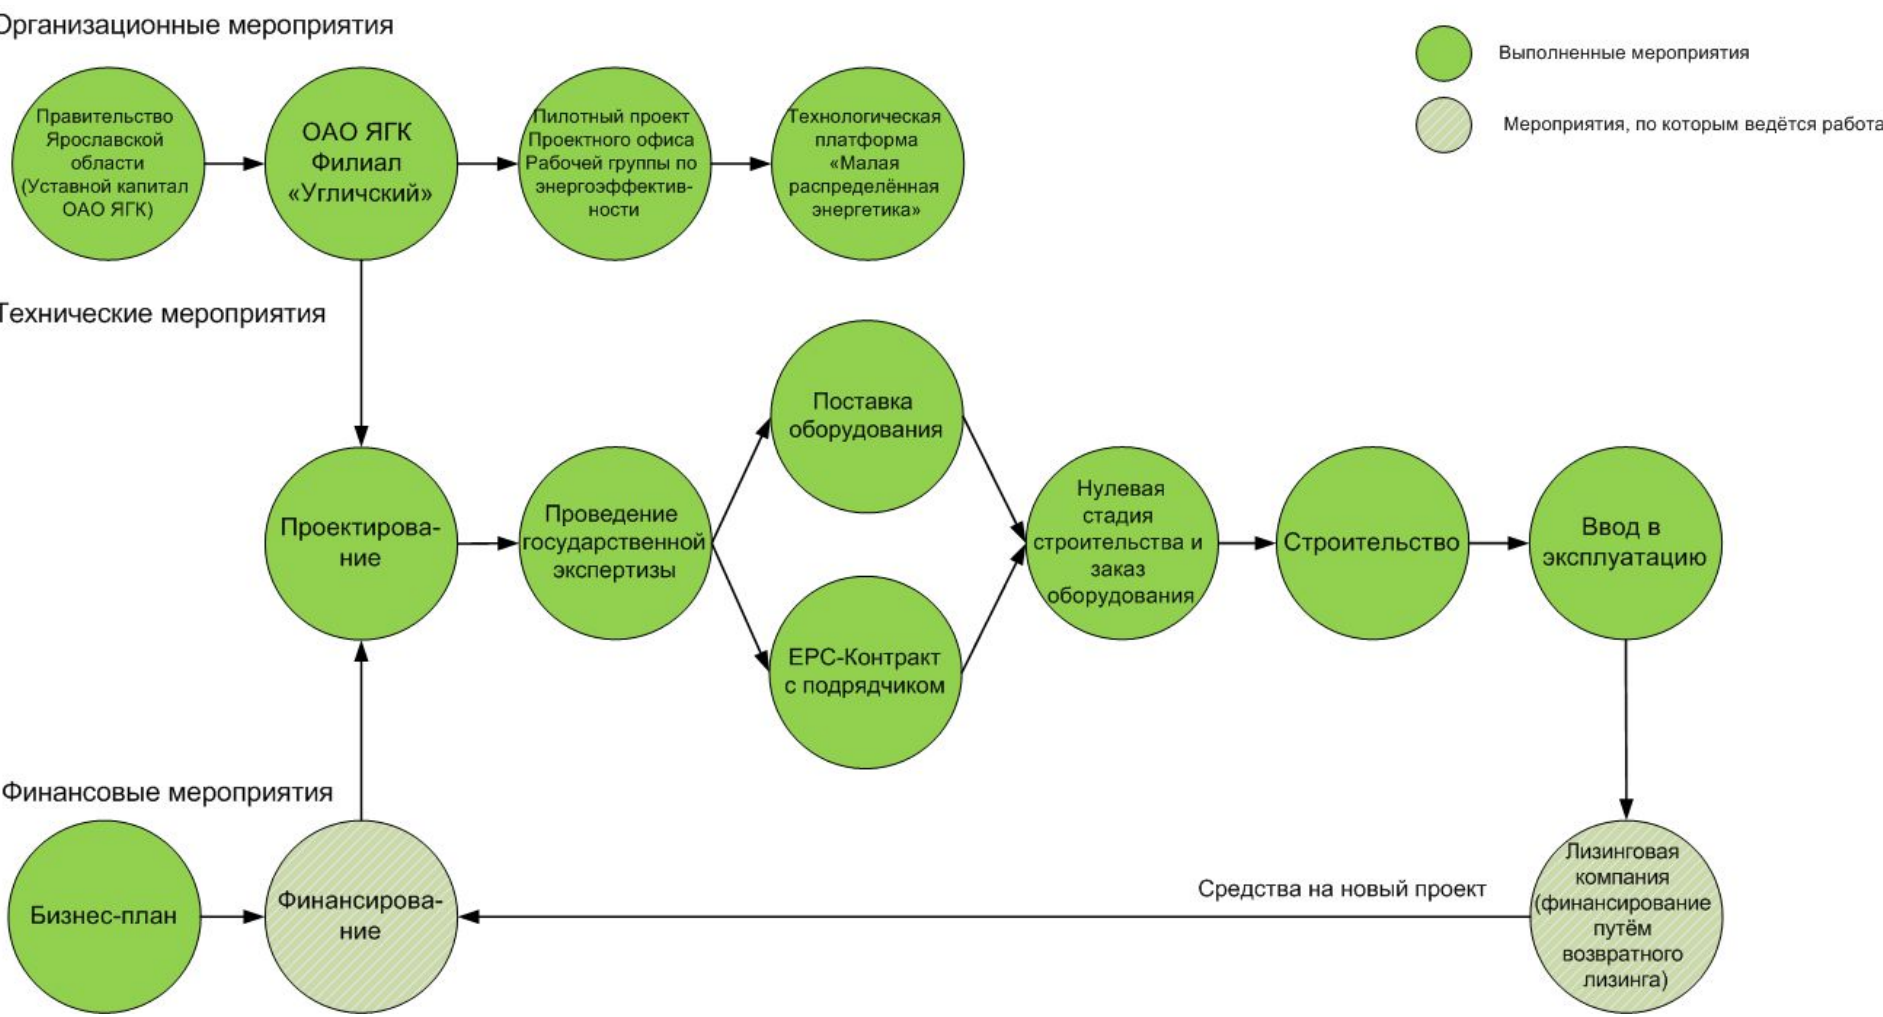 Организационные мероприятия
Выполненные мероприятия
Мероприятия, по которым ведётся работа
Правительство
Ярославской
области
(Уставной капитал
ОАО ЯГК)
ОАО ЯГК
Филиал
«Угличский»
Пилотный проект
Проектного офиса
Рабочей группы по
энергоэффектив-
ности
Технологическая
платформа
«Малая
распределённая
энергетика»
Технические мероприятия
Поставка
оборудования
Проектирова-
ние
Проведение
государственной
экспертизы
EPC-Контракт
с подрядчиком
Нулевая
стадия
строительства и
заказ
оборудования
Строительство
Ввод в
эксплуатацию
Финансовые мероприятия
Бизнес-план
Финансирова-
ние
Средства на новый проект
Лизинговая
компания
(финансирование
путём
возвратного
лизинга)